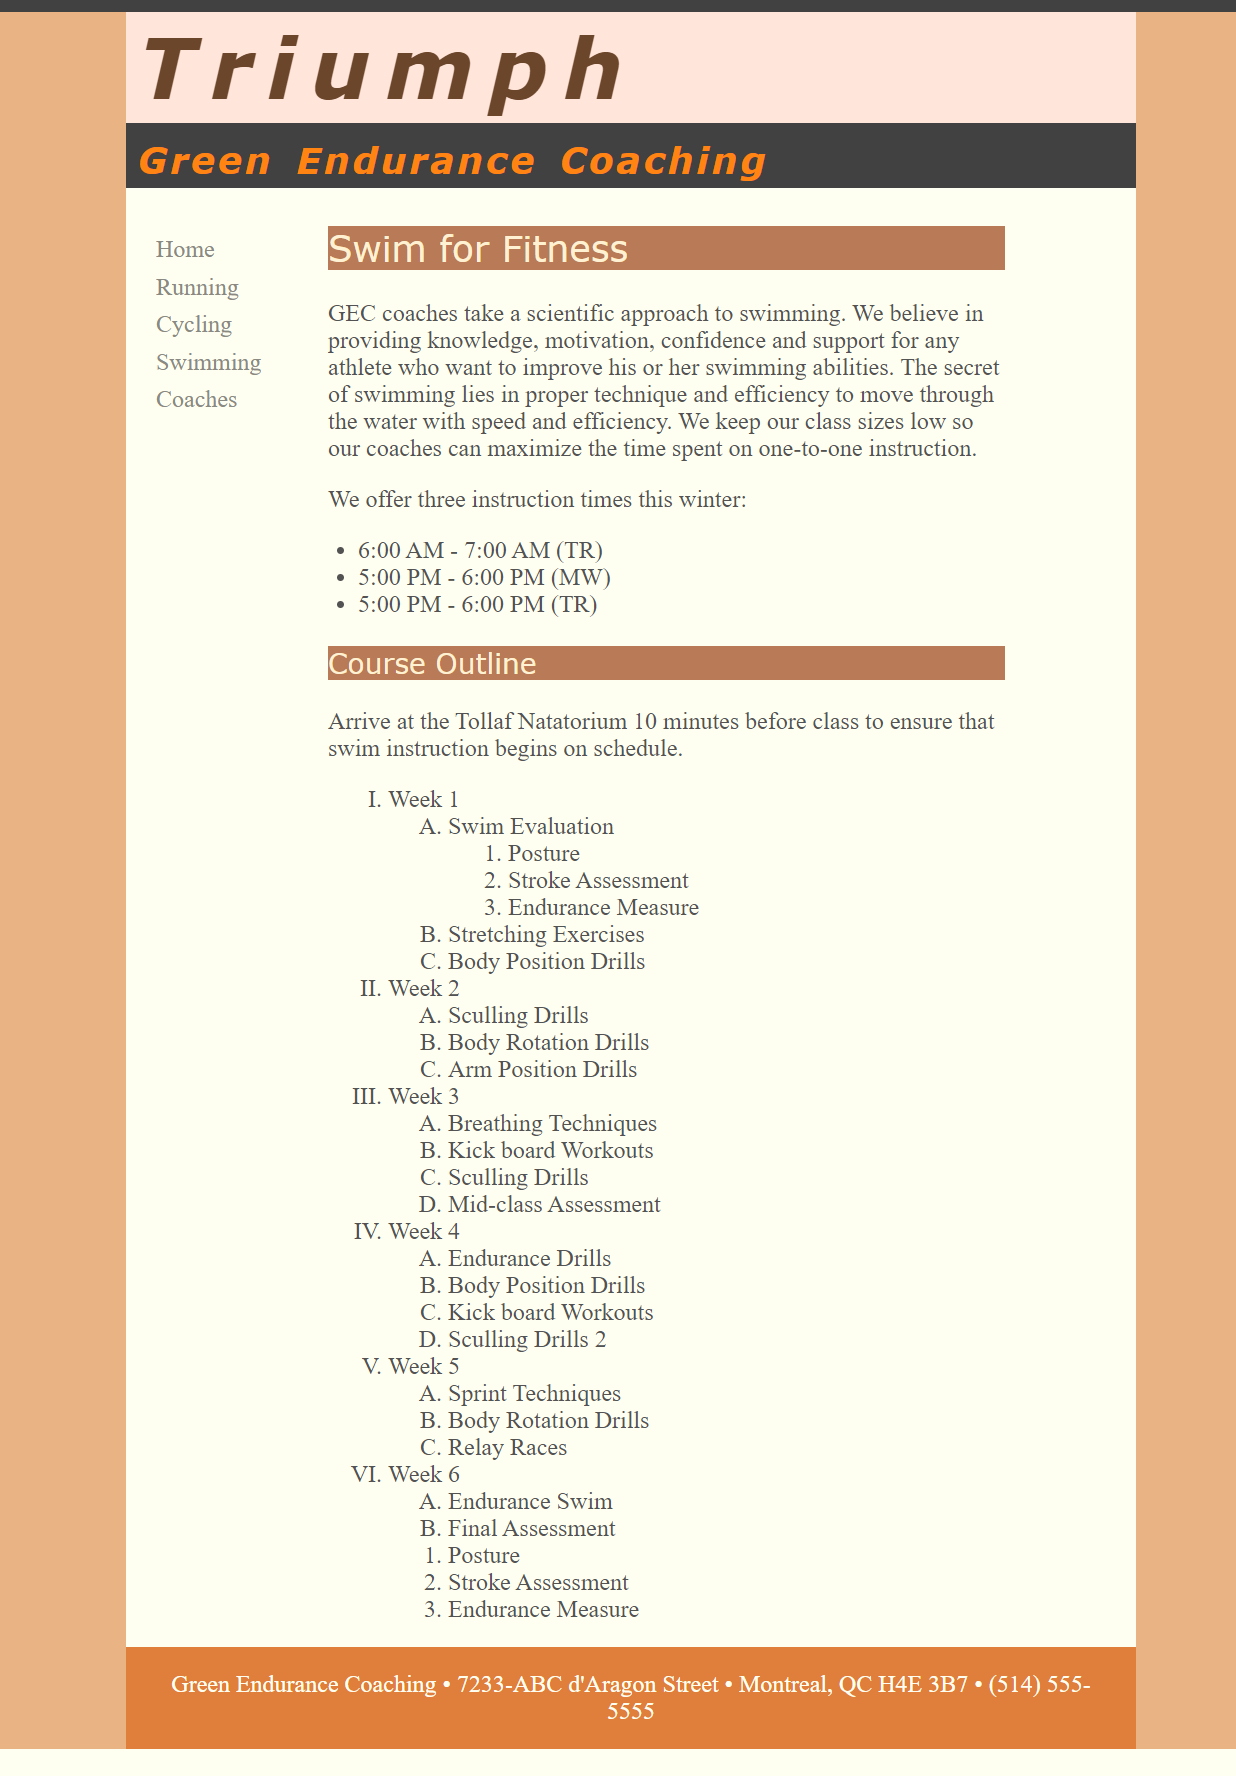 Triumph
Green Endurance Coaching
Home
Running
Cycling
Swimming
Coaches
Swim for Fitness
GEC coaches take a scientific approach to swimming. We believe in
providing knowledge, motivation, confidence and support for any
athlete who want to improve his or her swimming abilities. The secret
of swimming lies in proper technique and efficiency to move through
the water with speed and efficiency. We keep our class sizes low so
our coaches can maximize the time spent on one-to-one instruction.
We offer three instruction times this winter:
• 6:00 AM - 7:00 AM (TR)
• 5:00 PM - 6:00 PM (MW)
• 5:00 PM - 6:00 PM (TR)
Course Outline
Arrive at the Tollaf Natatorium 10 minutes before class to ensure that
swim instruction begins on schedule.
I. Week 1
A. Swim Evaluation
1. Posture
2. Stroke Assessment
3. Endurance Measure
B. Stretching Exercises
C. Body Position Drills
II. Week 2
A. Sculling Drills
B. Body Rotation Drills
C. Arm Position Drills
III. Week 3
A. Breathing Techniques
B. Kick board Workouts
C. Sculling Drills
D. Mid-class Assessment
IV. Week 4
A. Endurance Drills
B. Body Position Drills
C. Kick board Workouts
D. Sculling Drills 2
V. Week 5
A. Sprint Techniques
B. Body Rotation Drills
C. Relay Races
VI. Week 6
A. Endurance Swim
B. Final Assessment
1. Posture
2. Stroke Assessment
3. Endurance Measure
Green Endurance Coaching • 7233-ABC d'Aragon Street • Montreal, QC H4E 3B7 • (514) 555-
5555